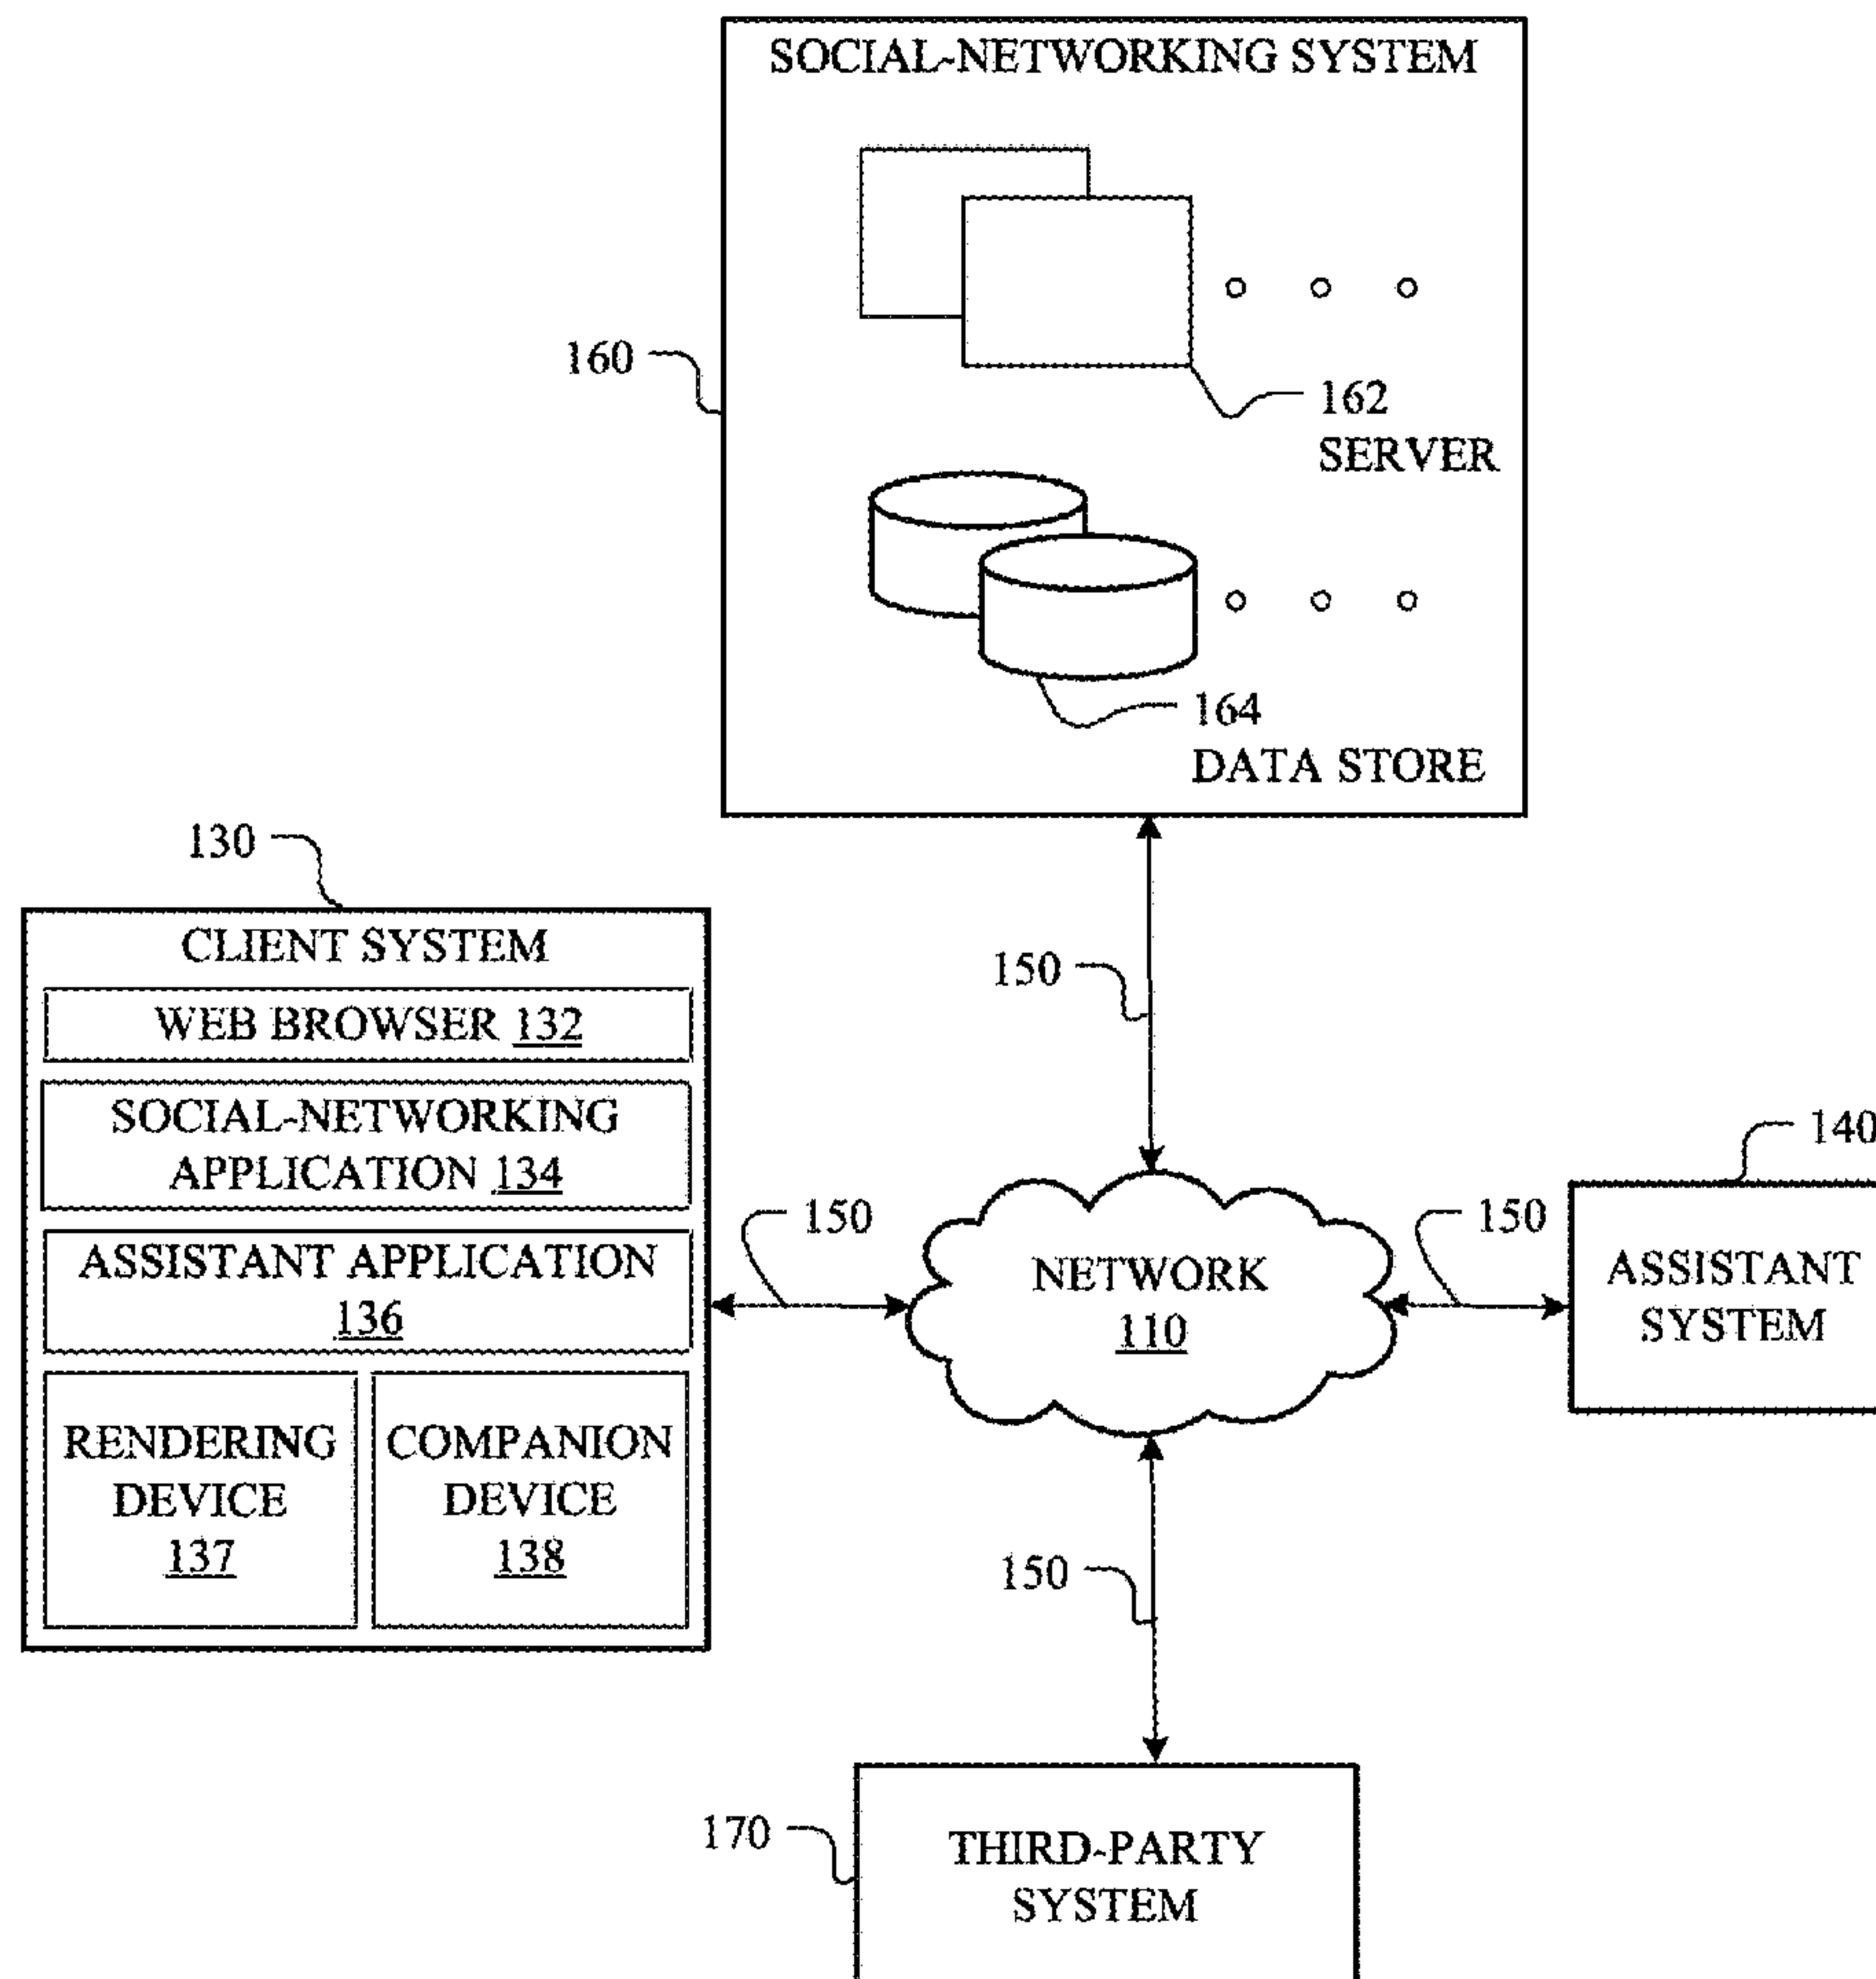 SOCIAL-NETWORKING SYSTEM
160
162
SERVER
164
DATA STORE
130
CLIENT SYSTEM
WEB BROWSER 132
SOCIAL-NETWORKING
APPLICATION 134
ASSISTANT APPLICATION
136
RENDERING
DEVICE
137
COMPANION
DEVICE
138
150
150
NETWORK
110
150
140
ASSISTANT
SYSTEM
150
170
THIRD-PARTY
SYSTEM